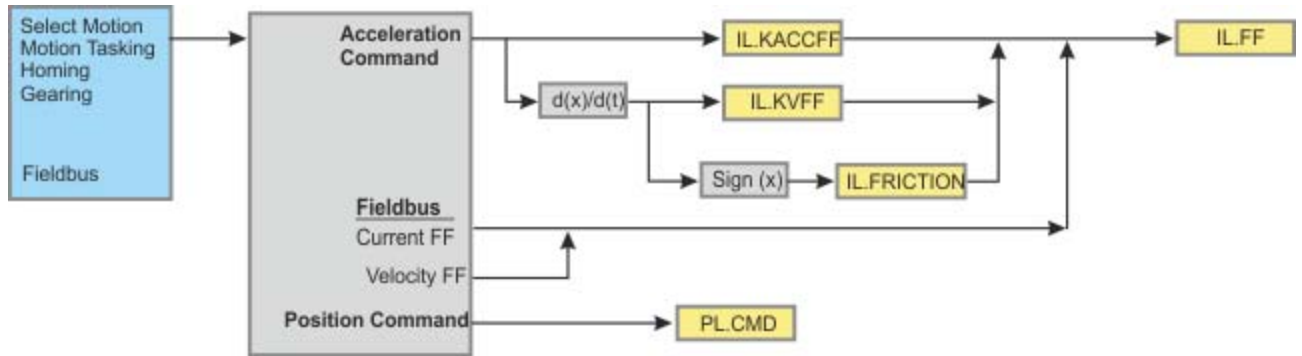 Select Motion
Motion Tasking
Homing
Gearing
Fieldbus
Acceleration
Command
Fieldbus
Current FF
Velocity FF
Position Command
d(x)/d(t)
IL.KACCFF
IL.KVFF
Sign (x)
IL.FRICTION
IL.FF
PL.CMD